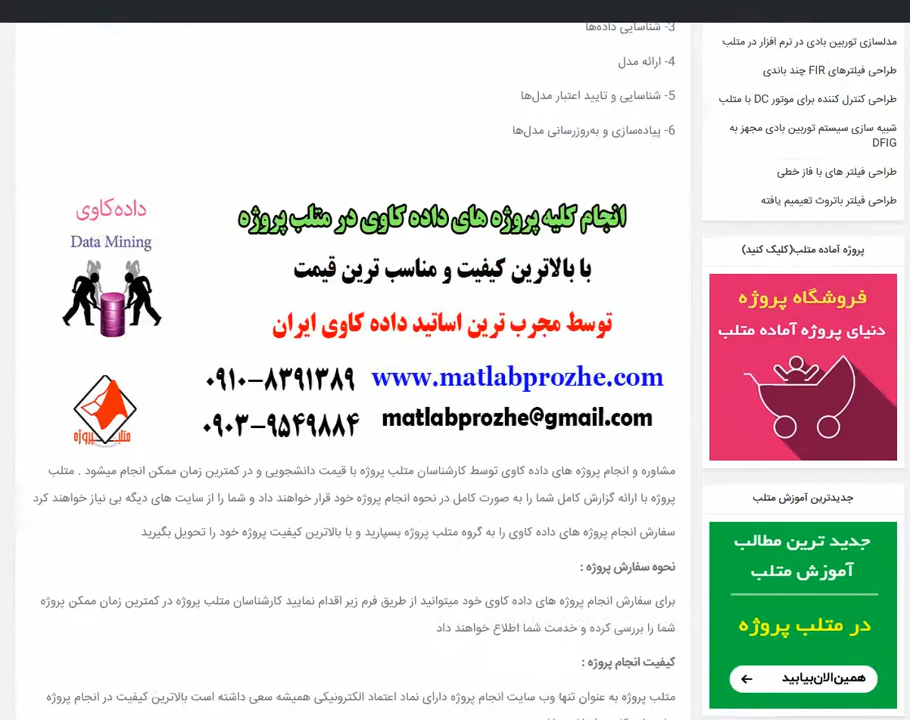 3- شناسایی داده‌ها
4- ارائه مدل
5- شناسایی و تایید اعتبار مدل‌ها
6- پیاده‌سازی و به‌روزرسانی مدل‌ها
داده‌کاوی
Data Mining
انجام کلیه پروژه های داده کاوی در متلب پروژه
با بالاترین کیفیت و مناسب ترین قیمت
توسط مجرب ترین اساتید داده کاوی ایران
۰۹۱۰-۸۳۹۱۳۸۹ www.matlabprozhe.com
۰۹۰۳-۹۵۴۹۸۸۴ matlabprozhe@gmail.com
متلب پروژه
مشاوره و انجام پروژه های داده کاوی توسط کارشناسان متلب پروژه با قیمت دانشجویی و در کمترین زمان ممکن انجام میشود . متلب
پروژه با ارائه گزارش کامل شما را به صورت کامل در نحوه انجام پروژه خود قرار خواهند داد و شما را از سایت های دیگه بی نیاز خواهند کرد
سفارش انجام پروژه های داده کاوی را به گروه متلب پروژه بسپارید و با بالاترین کیفیت پروژه خود را تحویل بگیرید
نحوه سفارش پروژه :
برای سفارش انجام پروژه های داده کاوی خود میتوانید از طریق فرم زیر اقدام نمایید کارشناسان متلب پروژه در کمترین زمان ممکن پروژه
شما را بررسی کرده و خدمت شما اطلاع خواهند داد
کیفیت انجام پروژه :
متلب پروژه به عنوان تنها وب سایت انجام پروژه دارای نماد اعتماد الکترونیکی همیشه سعی داشته است بالاترین کیفیت در انجام پروژه
مدلسازی توربین بادی در نرم افزار در متلب
طراحی فیلترهای FIR چند باندی
طراحی کنترل کننده برای موتور DC با متلب
شبیه سازی سیستم توربین بادی مجهز به
DFIG
طراحی فیلتر های با فاز خطی
طراحی فیلتر باتروث تعیمیم یافته
پروژه آماده متلب(کلیک کنید)
فروشگاه پروژه
دنیای پروژه آماده متلب
جدیدترین آموزش متلب
جدید ترین مطالب
آموزش متلب
در متلب پروژه
همین‌الان‌بیابید